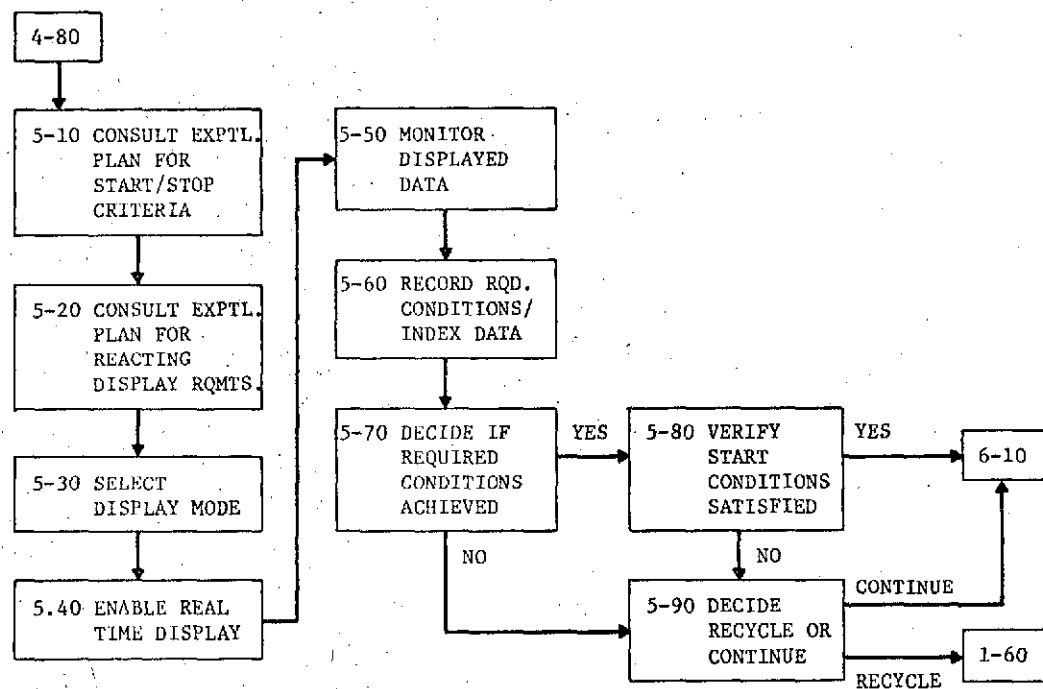 4-80
5-10 CONSULT EXPTL.
PLAN FOR
START/STOP
CRITERIA
5-20 CONSULT EXPTL.
PLAN FOR
REACTING
DISPLAY RQMTS.
5-30 SELECT
DISPLAY MODE
5.40 ENABLE REAL
TIME DISPLAY
5-50 MONITOR
DISPLAYED
DATA
5-60 RECORD RQD.
CONDITIONS/
INDEX DATA
5-70 DECIDE IF
REQUIRED
CONDITIONS
ACHIEVED
YES
NO
5-80 VERIFY
START
CONDITIONS
SATISFIED
YES
NO
5-90 DECIDE
RECYCLE OR
CONTINUE
CONTINUE
RECYCLE
6-10
1-60